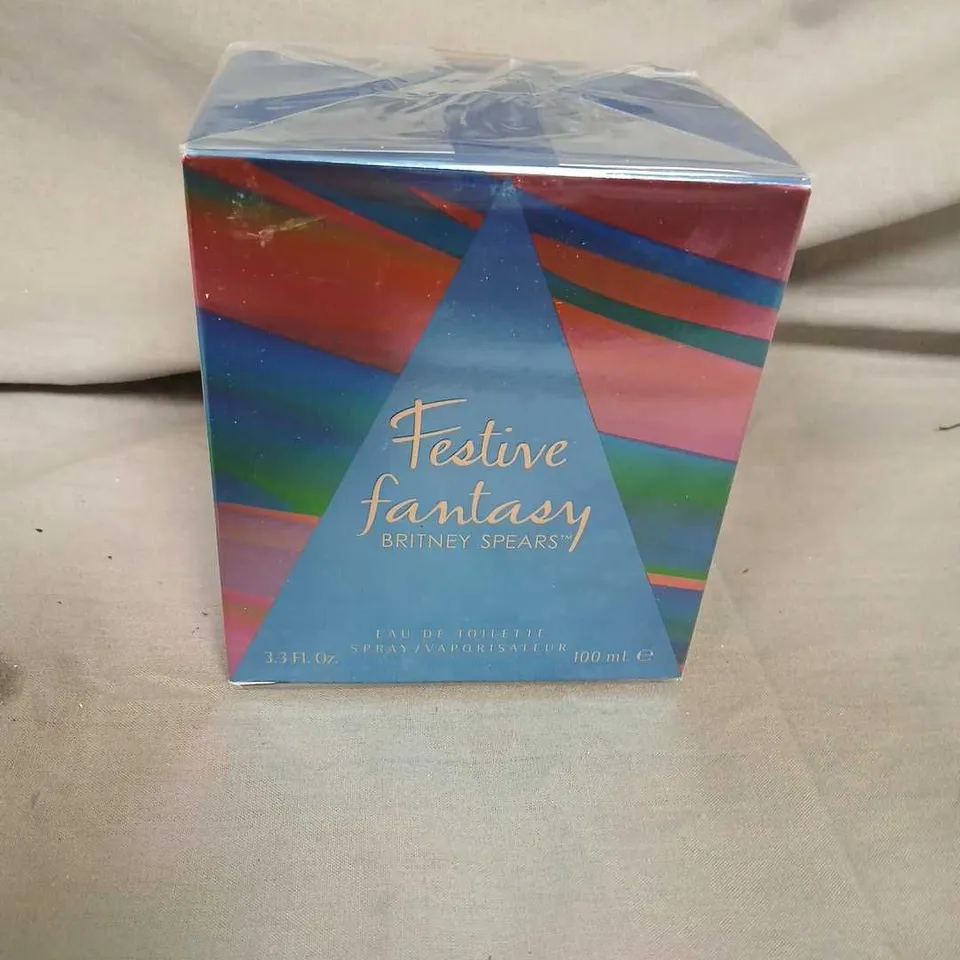 Festive
fantasy
BRITNEY SPEARS™
EAU DE TOILETTE
SPRAY/VAPORISATEUR
3.3 Fl. Oz.
100 ml e